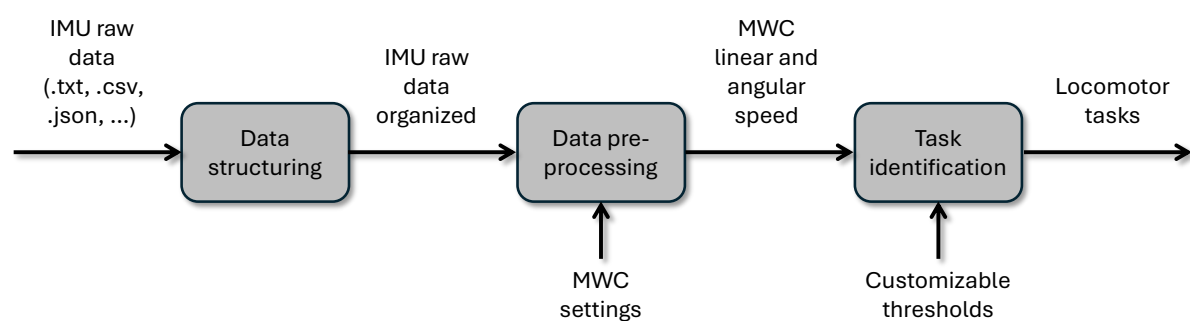 IMU raw
data
(.txt, .csv,
.json, ...)
Data
structuring
IMU raw
data
organized
Data pre-
processing
MWC
settings
MWC
linear and
angular
speed
Task
identification
Customizable
thresholds
Locomotor
tasks